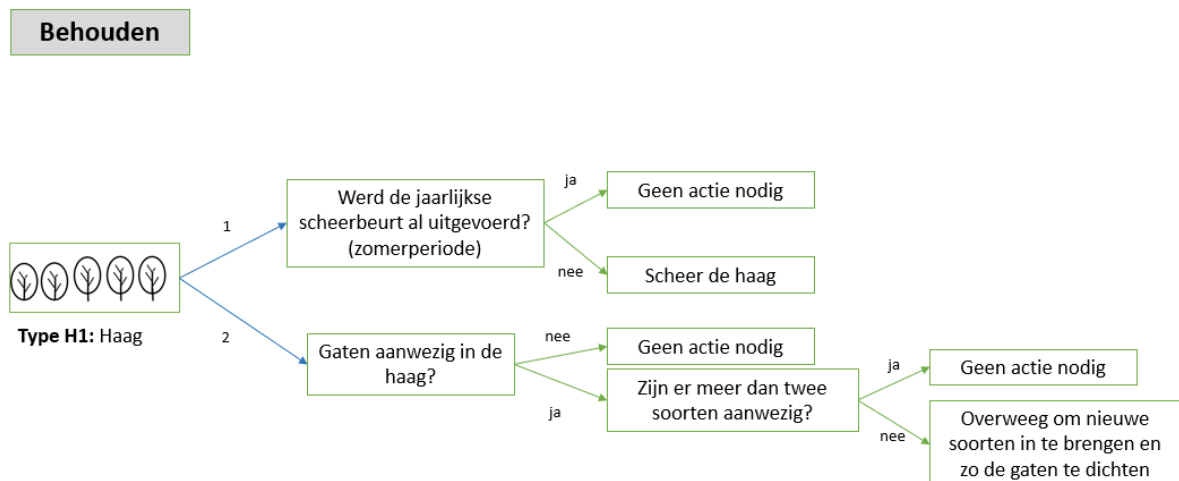 Behouden
1
Werd de jaarlijkse
scheerbeurt al uitgevoerd?
(zomerperiode)
ja
Geen actie nodig
nee
Scheer de haag
Type H1: Haag
2
Gaten aanwezig in de
haag?
nee
Geen actie nodig
ja
Zijn er meer dan twee
soorten aanwezig?
ja
Geen actie nodig
nee
Overweeg om nieuwe
soorten in te brengen en
zo de gaten te dichten